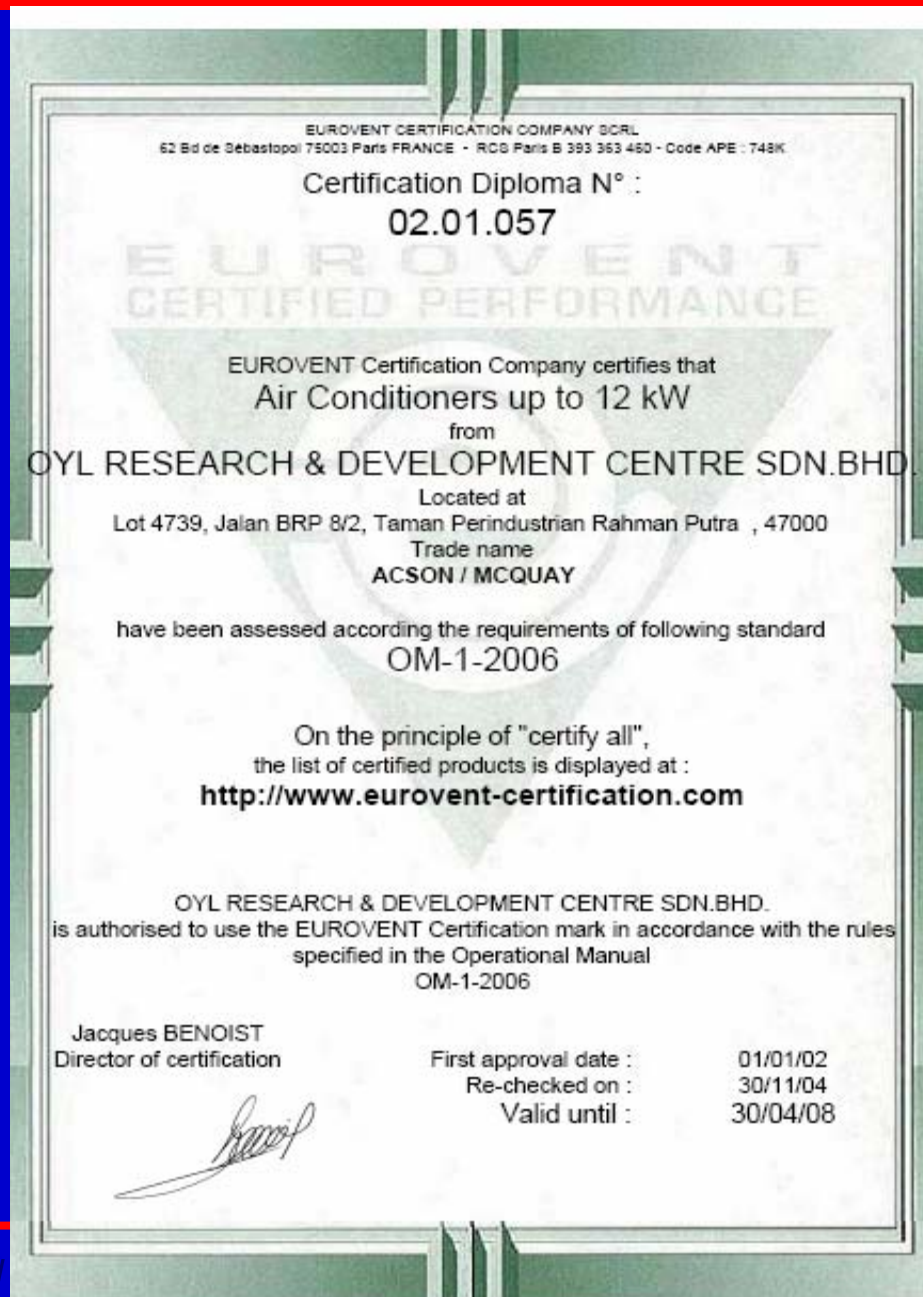 EUROVENT CERTIFICATION COMPANY SCRL
62 Bd de Sébastopol 75003 Paris FRANCE - RCS Paris B 393 363 460 - Code APE : 748K
Certification Diploma N° :
02.01.057
EUROVENT
CERTIFIED PERFORMANCE
EUROVENT Certification Company certifies that
Air Conditioners up to 12 kW
from
OYL RESEARCH & DEVELOPMENT CENTRE SDN.BHD.
Located at
Lot 4739, Jalan BRP 8/2, Taman Perindustrian Rahman Putra , 47000
Trade name
ACSON / MCQUAY
have been assessed according the requirements of following standard
OM-1-2006
On the principle of "certify all",
the list of certified products is displayed at :
http://www.eurovent-certification.com
OYL RESEARCH & DEVELOPMENT CENTRE SDN.BHD.
is authorised to use the EUROVENT Certification mark in accordance with the rules
specified in the Operational Manual
OM-1-2006
Jacques BENOIST
Director of certification
First approval date : 01/01/02
Re-checked on : 30/11/04
Valid until : 30/04/08